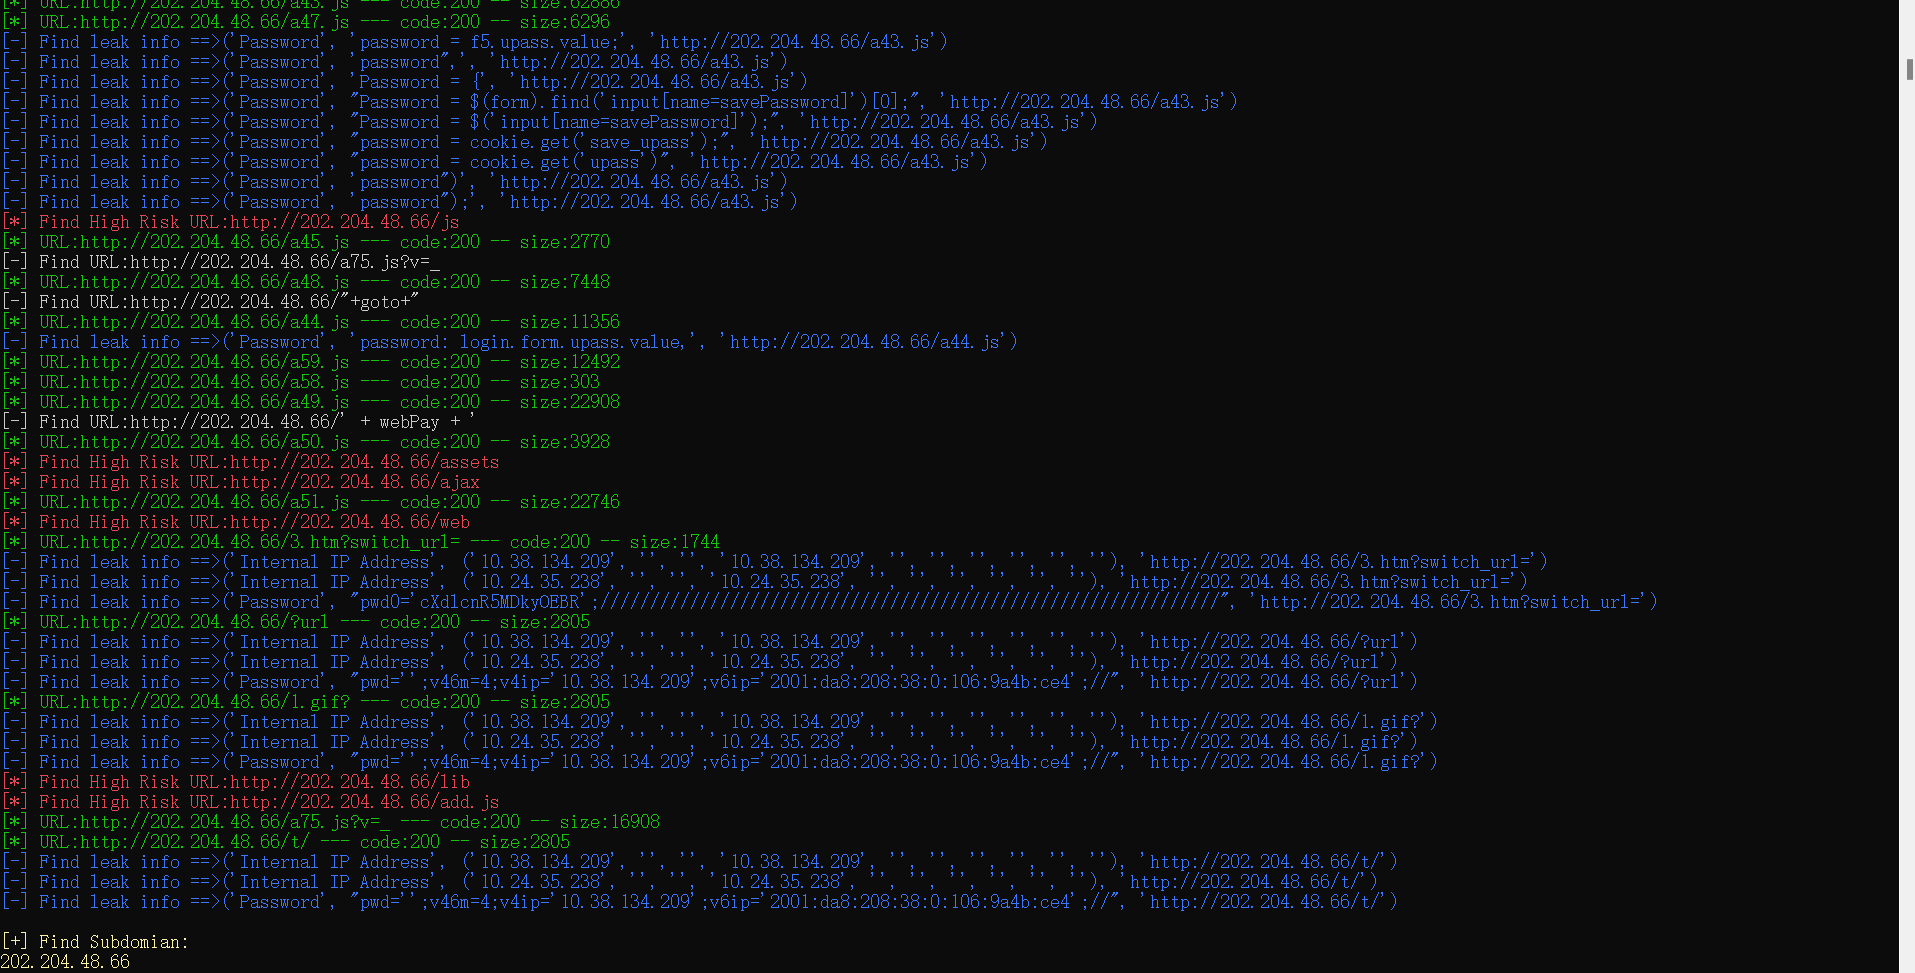 [*] URL:http://202.204.48.66/a43.js --- code:200 -- size:62886
[*] URL:http://202.204.48.66/a47.js --- code:200 -- size:6296
[-] Find leak info ==>('Password', 'password = f5.upass.value;', 'http://202.204.48.66/a43.js')
[-] Find leak info ==>('Password', 'password",', 'http://202.204.48.66/a43.js')
[-] Find leak info ==>('Password', 'Password = {', 'http://202.204.48.66/a43.js')
[-] Find leak info ==>('Password', "Password = $(form).find('input[name=savePassword]')[0];", 'http://202.204.48.66/a43.js')
[-] Find leak info ==>('Password', "Password = $('input[name=savePassword]');", 'http://202.204.48.66/a43.js')
[-] Find leak info ==>('Password', "password = cookie.get('save_upass');", 'http://202.204.48.66/a43.js')
[-] Find leak info ==>('Password', "password = cookie.get('upass')", 'http://202.204.48.66/a43.js')
[-] Find leak info ==>('Password', 'password")', 'http://202.204.48.66/a43.js')
[-] Find leak info ==>('Password', 'password");', 'http://202.204.48.66/a43.js')
[*] Find High Risk URL:http://202.204.48.66/js
[*] URL:http://202.204.48.66/a45.js --- code:200 -- size:2770
[-] Find URL:http://202.204.48.66/a75.js?v=_
[*] URL:http://202.204.48.66/a48.js --- code:200 -- size:7448
[-] Find URL:http://202.204.48.66/"+goto+"
[*] URL:http://202.204.48.66/a44.js --- code:200 -- size:11356
[-] Find leak info ==>('Password', 'password: login.form.upass.value,', 'http://202.204.48.66/a44.js')
[*] URL:http://202.204.48.66/a59.js --- code:200 -- size:12492
[*] URL:http://202.204.48.66/a58.js --- code:200 -- size:303
[*] URL:http://202.204.48.66/a49.js --- code:200 -- size:22908
[-] Find URL:http://202.204.48.66/' + webPay + '
[*] URL:http://202.204.48.66/a50.js --- code:200 -- size:3928
[*] Find High Risk URL:http://202.204.48.66/assets
[*] Find High Risk URL:http://202.204.48.66/ajax
[*] URL:http://202.204.48.66/a51.js --- code:200 -- size:22746
[*] Find High Risk URL:http://202.204.48.66/web
[*] URL:http://202.204.48.66/3.htm?switch_url= --- code:200 -- size:1744
[-] Find leak info ==>('Internal IP Address', ('10.38.134.209', '', '', '10.38.134.209', '', '', '', '', '', ''), 'http://202.204.48.66/3.htm?switch_url=')
[-] Find leak info ==>('Internal IP Address', ('10.24.35.238', '', '', '10.24.35.238', '', '', '', '', '', ''), 'http://202.204.48.66/3.htm?switch_url=')
[-] Find leak info ==>('Password', "pwd0='cXdlcnR5MDkyOEBR';//////////////////////////////////////////////////////////////", 'http://202.204.48.66/3.htm?switch_url=')
[*] URL:http://202.204.48.66/?url --- code:200 -- size:2805
[-] Find leak info ==>('Internal IP Address', ('10.38.134.209', '', '', '10.38.134.209', '', '', '', '', '', ''), 'http://202.204.48.66/?url')
[-] Find leak info ==>('Internal IP Address', ('10.24.35.238', '', '', '10.24.35.238', '', '', '', '', '', ''), 'http://202.204.48.66/?url')
[-] Find leak info ==>('Password', "pwd='';v46m=4;v4ip='10.38.134.209';v6ip='2001:da8:208:38:0:106:9a4b:ce4';//", 'http://202.204.48.66/?url')
[*] URL:http://202.204.48.66/1.gif? --- code:200 -- size:2805
[-] Find leak info ==>('Internal IP Address', ('10.38.134.209', '', '', '10.38.134.209', '', '', '', '', '', ''), 'http://202.204.48.66/1.gif?')
[-] Find leak info ==>('Internal IP Address', ('10.24.35.238', '', '', '10.24.35.238', '', '', '', '', '', ''), 'http://202.204.48.66/1.gif?')
[-] Find leak info ==>('Password', "pwd='';v46m=4;v4ip='10.38.134.209';v6ip='2001:da8:208:38:0:106:9a4b:ce4';//", 'http://202.204.48.66/1.gif?')
[*] Find High Risk URL:http://202.204.48.66/lib
[*] Find High Risk URL:http://202.204.48.66/add.js
[*] URL:http://202.204.48.66/a75.js?v=_ --- code:200 -- size:16908
[*] URL:http://202.204.48.66/t/ --- code:200 -- size:2805
[-] Find leak info ==>('Internal IP Address', ('10.38.134.209', '', '', '10.38.134.209', '', '', '', '', '', ''), 'http://202.204.48.66/t/')
[-] Find leak info ==>('Internal IP Address', ('10.24.35.238', '', '', '10.24.35.238', '', '', '', '', '', ''), 'http://202.204.48.66/t/')
[-] Find leak info ==>('Password', "pwd='';v46m=4;v4ip='10.38.134.209';v6ip='2001:da8:208:38:0:106:9a4b:ce4';//", 'http://202.204.48.66/t/')
[+] Find Subdomian:
202.204.48.66